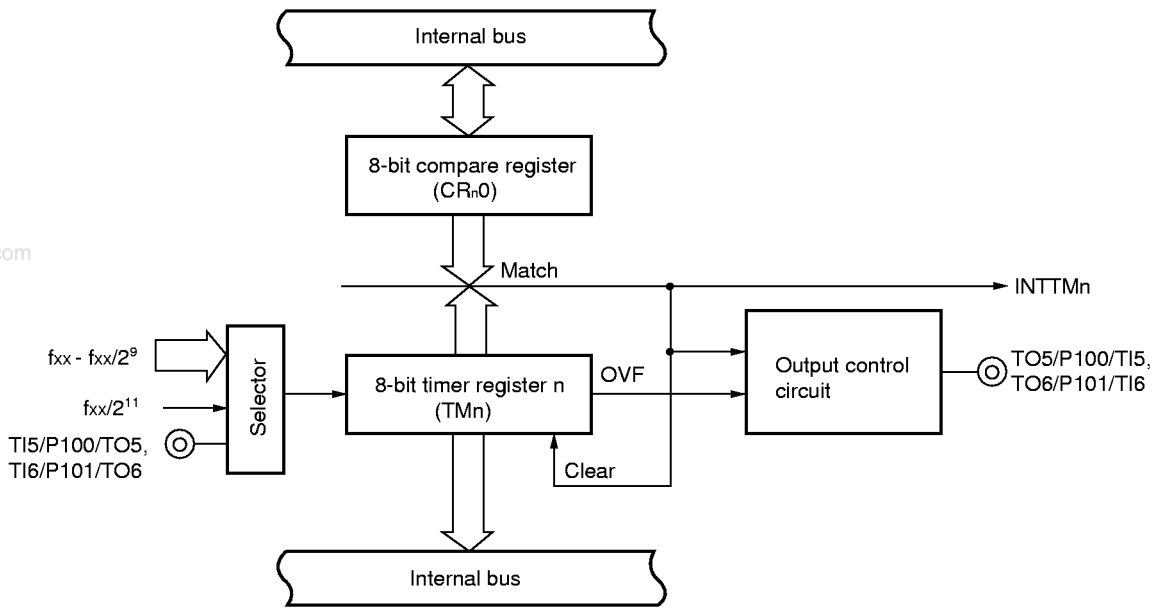 Internal bus
8-bit compare register
(CRn0)
com
Match
INTTMn
fxx - fxx/2⁹
fxx/2¹¹
TI5/P100/TO5,
TI6/P101/TO6
Selector
8-bit timer register n
(TMn)
OVF
Clear
Output control
circuit
TO5/P100/TI5,
TO6/P101/TI6
Internal bus